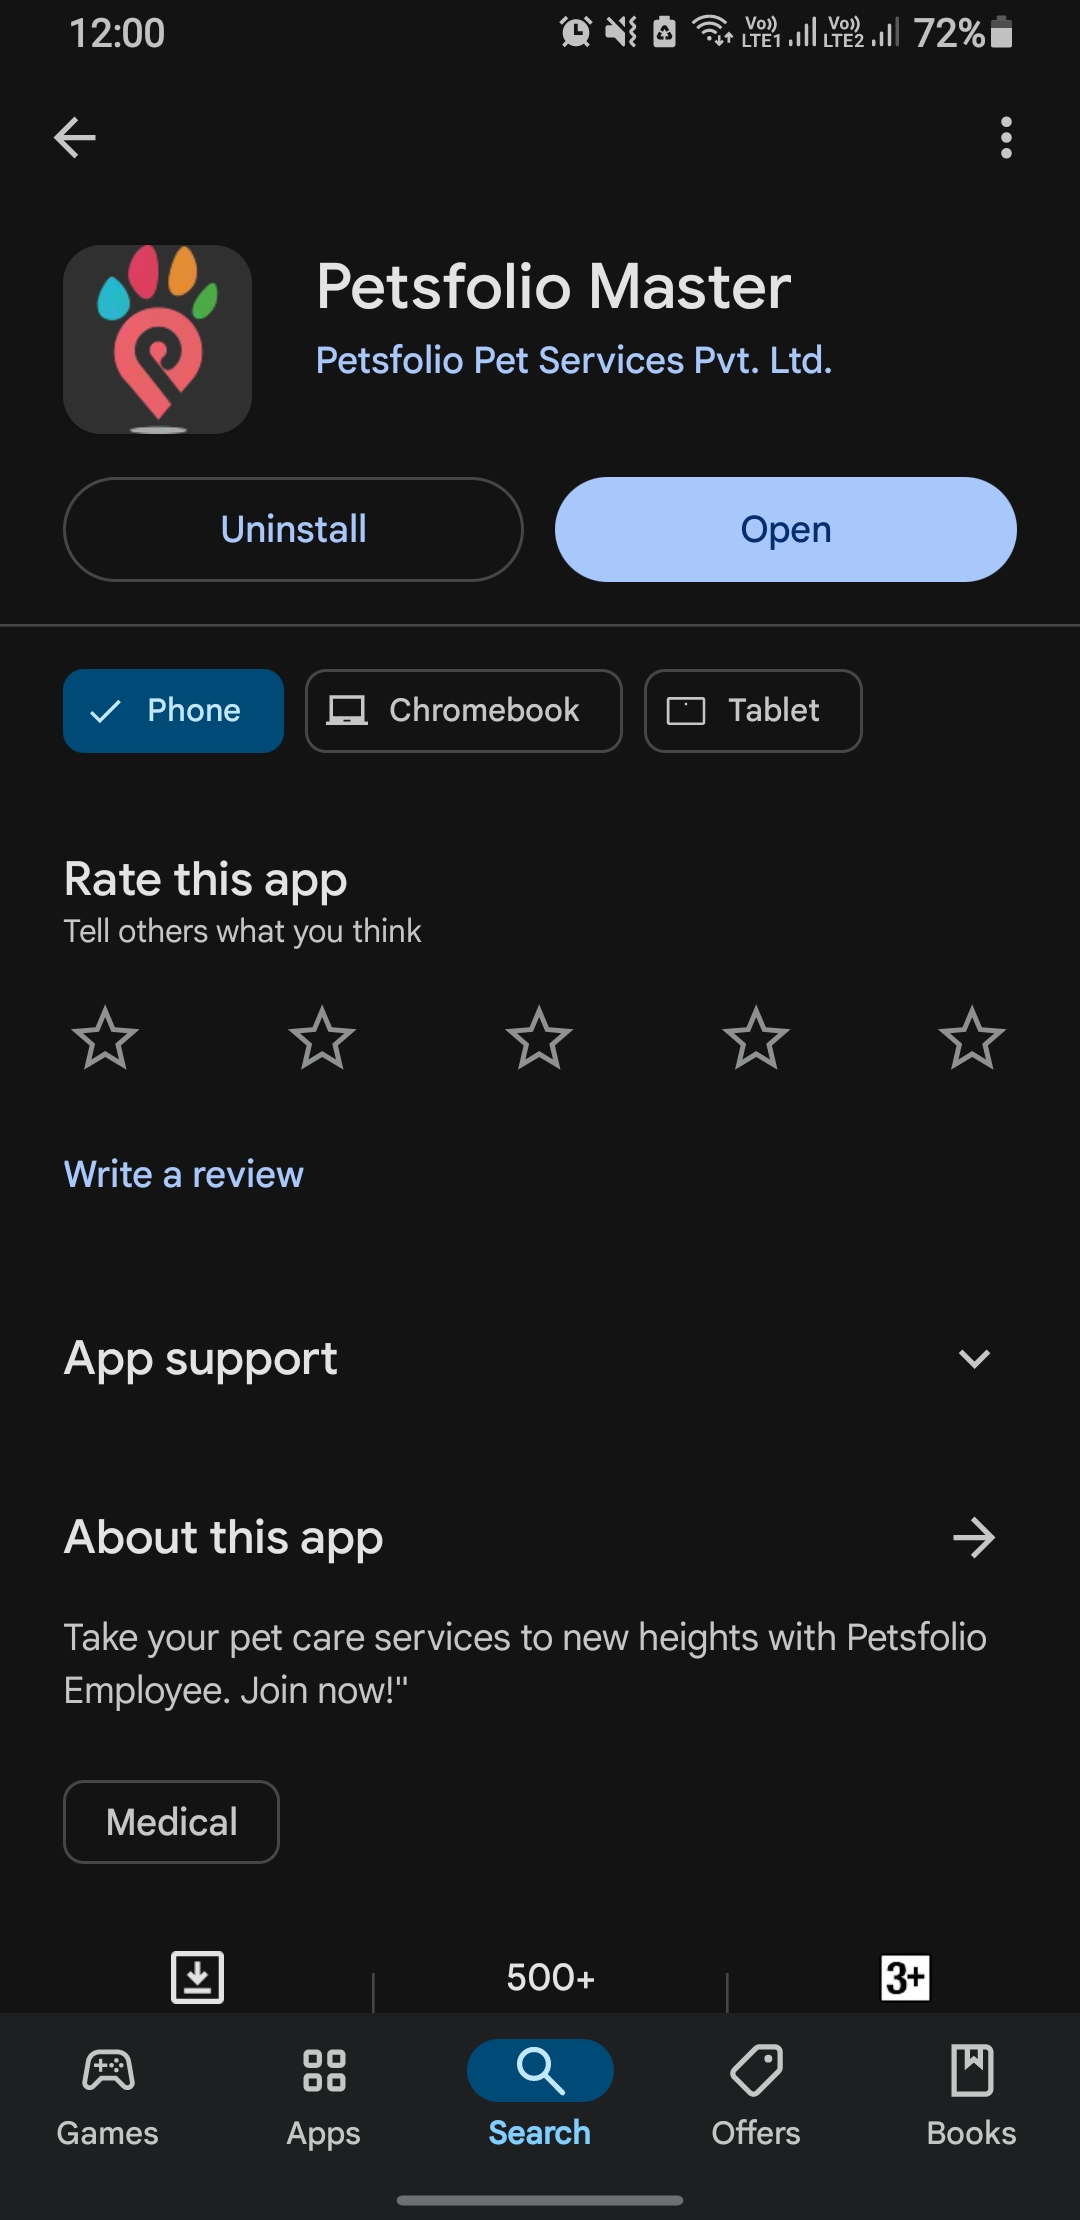 12:00
Vo)) LTE1 Vo)) LTE2 72%
Petsfolio Master
Petsfolio Pet Services Pvt. Ltd.
Uninstall
Open
Phone
Chromebook
Tablet
Rate this app
Tell others what you think
Write a review
App support
About this app
Take your pet care services to new heights with Petsfolio
Employee. Join now!"
Medical
500+
3+
Games
Apps
Search
Offers
Books